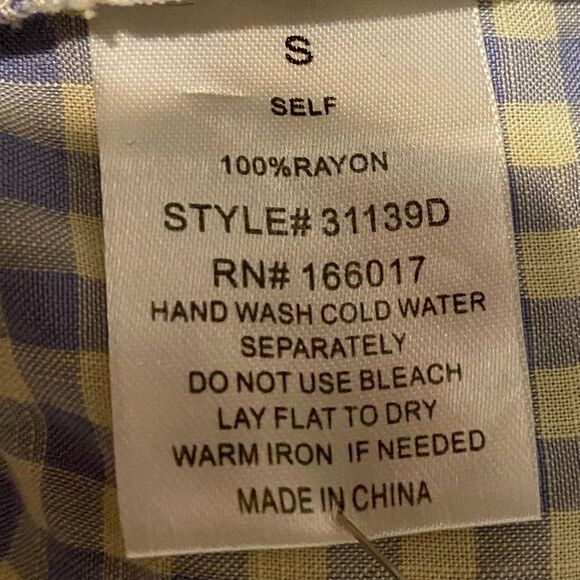 S
SELF
100%RAYON
STYLE# 31139D
RN# 166017
HAND WASH COLD WATER
SEPARATELY
DO NOT USE BLEACH
LAY FLAT TO DRY
WARM IRON IF NEEDED
MADE IN CHINA